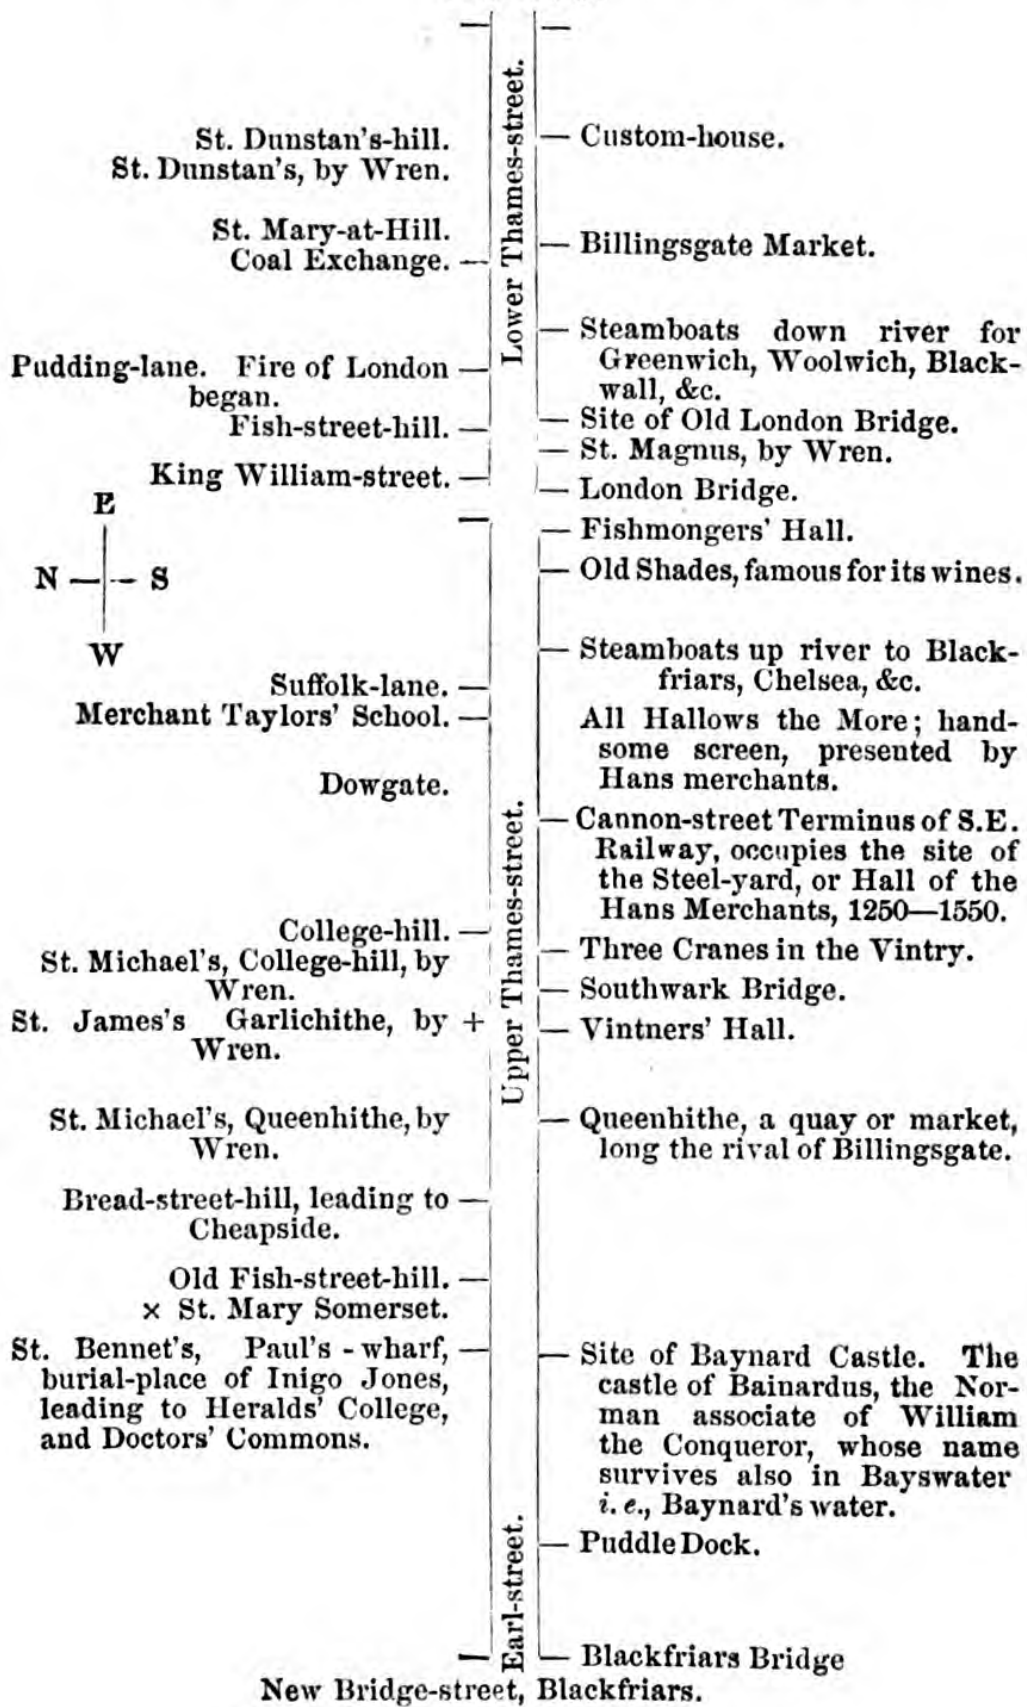 St. Dunstan's-hill.
St. Dunstan's, by Wren.
St. Mary-at-Hill.
Coal Exchange. —
Pudding-lane. Fire of London —
began.
Fish-street-hill. —
King William-street. —
E
N — S
W
Suffolk-lane. —
Merchant Taylors' School. —
Dowgate.
College-hill. —
St. Michael's, College-hill, by
Wren.
St. James's Garlichithe, by +
Wren.
St. Michael's, Queenhithe, by
Wren.
Bread-street-hill, leading to —
Cheapside.
Old Fish-street-hill. —
× St. Mary Somerset.
St. Bennet's, Paul's-wharf, —
burial-place of Inigo Jones,
leading to Heralds' College,
and Doctors' Commons.
Lower Thames-street.
Upper Thames-street.
Earl-street.
— Custom-house.
— Billingsgate Market.
— Steamboats down river for
Greenwich, Woolwich, Black-
wall, &c.
— Site of Old London Bridge.
— St. Magnus, by Wren.
— London Bridge.
— Fishmongers' Hall.
— Old Shades, famous for its wines.
— Steamboats up river to Black-
friars, Chelsea, &c.
All Hallows the More; hand-
some screen, presented by
Hans merchants.
— Cannon-street Terminus of S.E.
Railway, occupies the site of
the Steel-yard, or Hall of the
Hans Merchants, 1250—1550.
— Three Cranes in the Vintry.
— Southwark Bridge.
— Vintners' Hall.
— Queenhithe, a quay or market,
long the rival of Billingsgate.
— Site of Baynard Castle. The
castle of Bainardus, the Nor-
man associate of William
the Conqueror, whose name
survives also in Bayswater
i. e., Baynard's water.
— Puddle Dock.
— Blackfriars Bridge
New Bridge-street, Blackfriars.